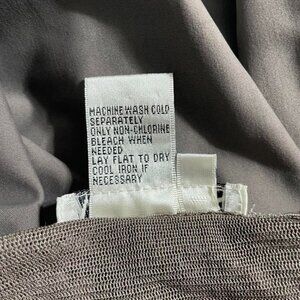 MACHINE WASH COLD
SEPARATELY
ONLY NON-CHLORINE
BLEACH WHEN
NEEDED
LAY FLAT TO DRY
COOL IRON IF
NECESSARY